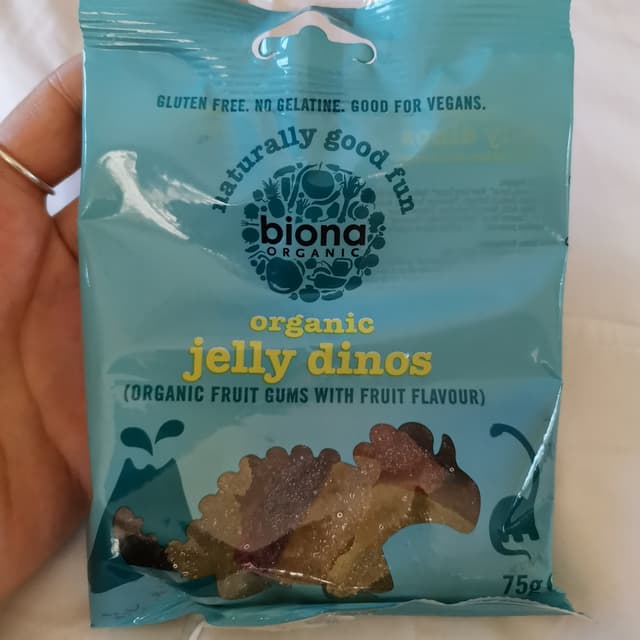 GLUTEN FREE. NO GELATINE. GOOD FOR VEGANS.
naturally good fun
biona
ORGANIC
organic
jelly dinos
(ORGANIC FRUIT GUMS WITH FRUIT FLAVOUR)
75g